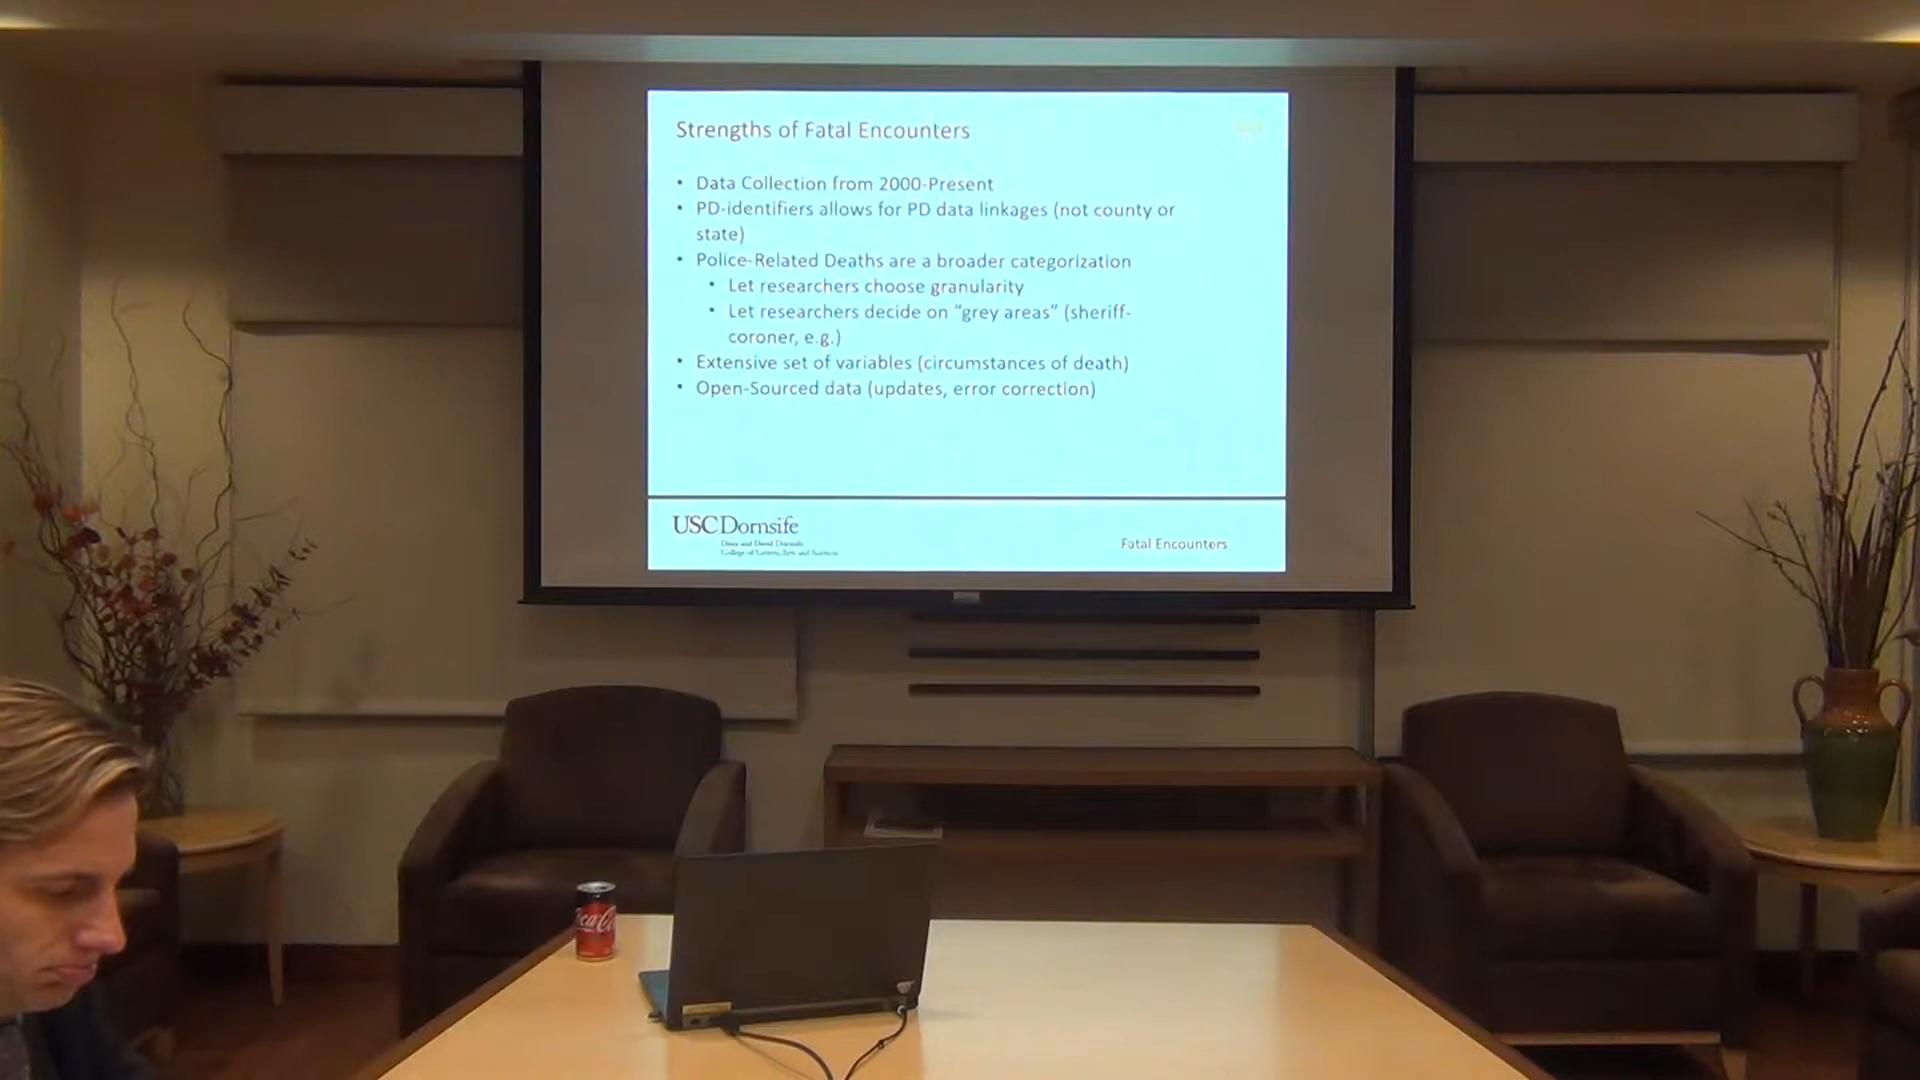 Strengths of Fatal Encounters
• Data Collection from 2000-Present
• PD-identifiers allows for PD data linkages (not county or
state)
• Police-Related Deaths are a broader categorization
• Let researchers choose granularity
• Let researchers decide on “grey areas” (sheriff-
coroner, e.g.)
• Extensive set of variables (circumstances of death)
• Open-Sourced data (updates, error correction)
USC Dornsife
Dana and David Dornsife
College of Letters, Arts and Sciences
Fatal Encounters